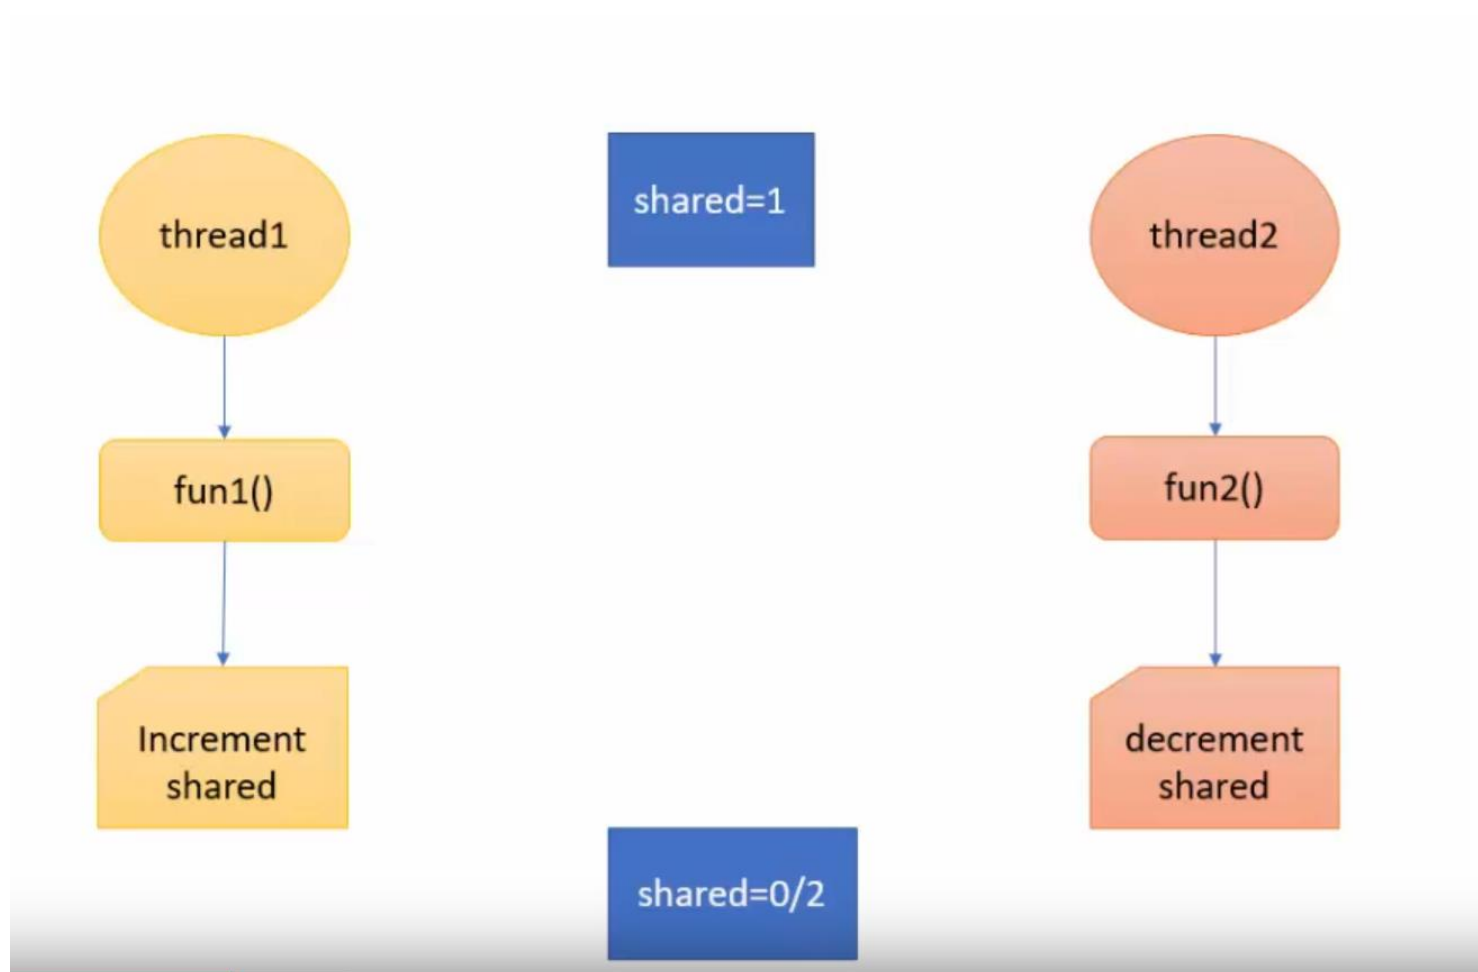 thread1
shared=1
thread2
fun1()
fun2()
Increment
shared
decrement
shared
shared=0/2